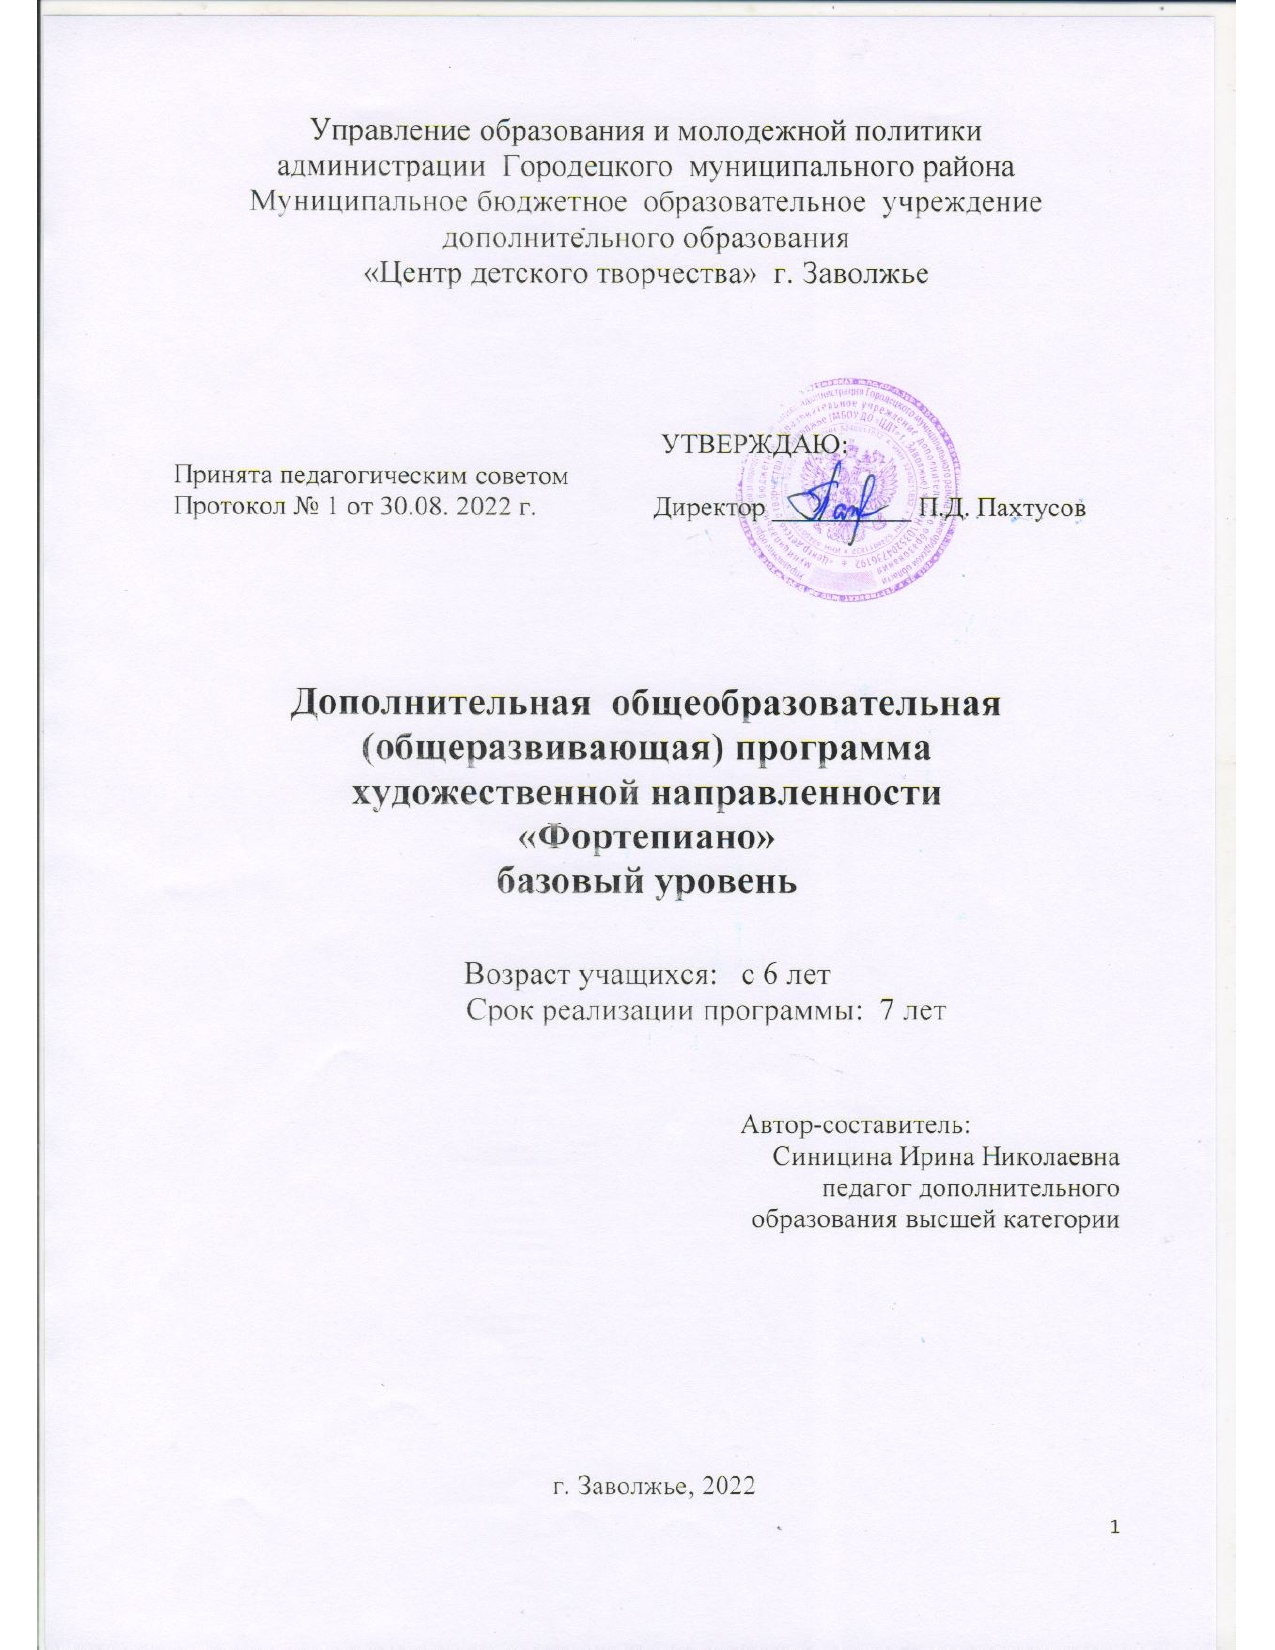 Управление образования и молодежной политики
администрации Городецкого муниципального района
Муниципальное бюджетное образовательное учреждение
дополнительного образования
«Центр детского творчества» г. Заволжье
УТВЕРЖДАЮ:
Принята педагогическим советом
Протокол № 1 от 30.08. 2022 г.
Директор __________ П.Д. Пахтусов
Дополнительная общеобразовательная
(общеразвивающая) программа
художественной направленности
«Фортепиано»
базовый уровень
Возраст учащихся: с 6 лет
Срок реализации программы: 7 лет
Автор-составитель:
Синицина Ирина Николаевна
педагог дополнительного
образования высшей категории
г. Заволжье, 2022
1